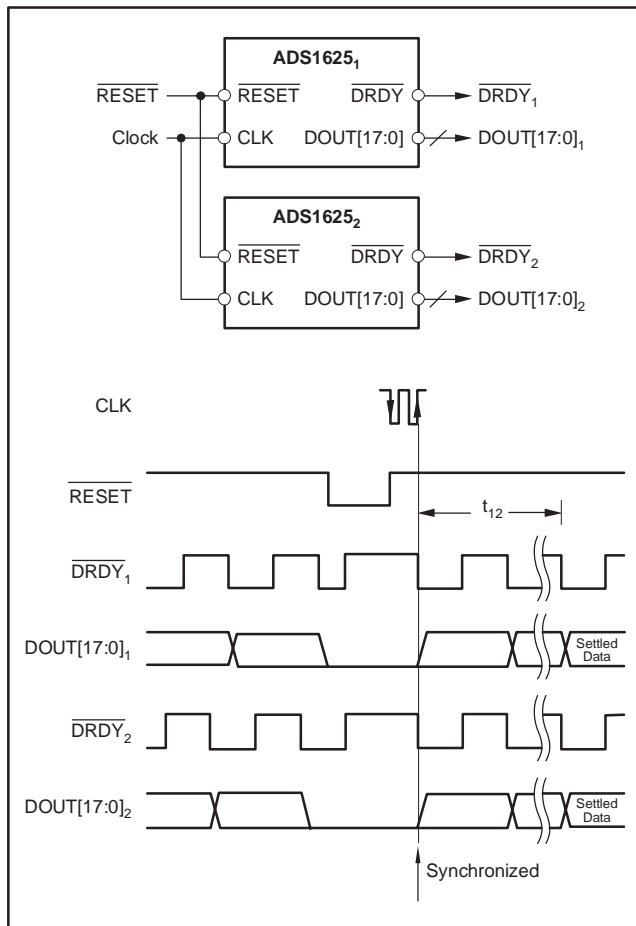 ADS1625₁
RESET RESET DRDY DRDY₁
Clock CLK DOUT[17:0] DOUT[17:0]₁
ADS1625₂
RESET DRDY DRDY₂
CLK DOUT[17:0] DOUT[17:0]₂
CLK
RESET
t₁₂
DRDY₁
DOUT[17:0]₁
Settled
Data
DRDY₂
DOUT[17:0]₂
Settled
Data
Synchronized